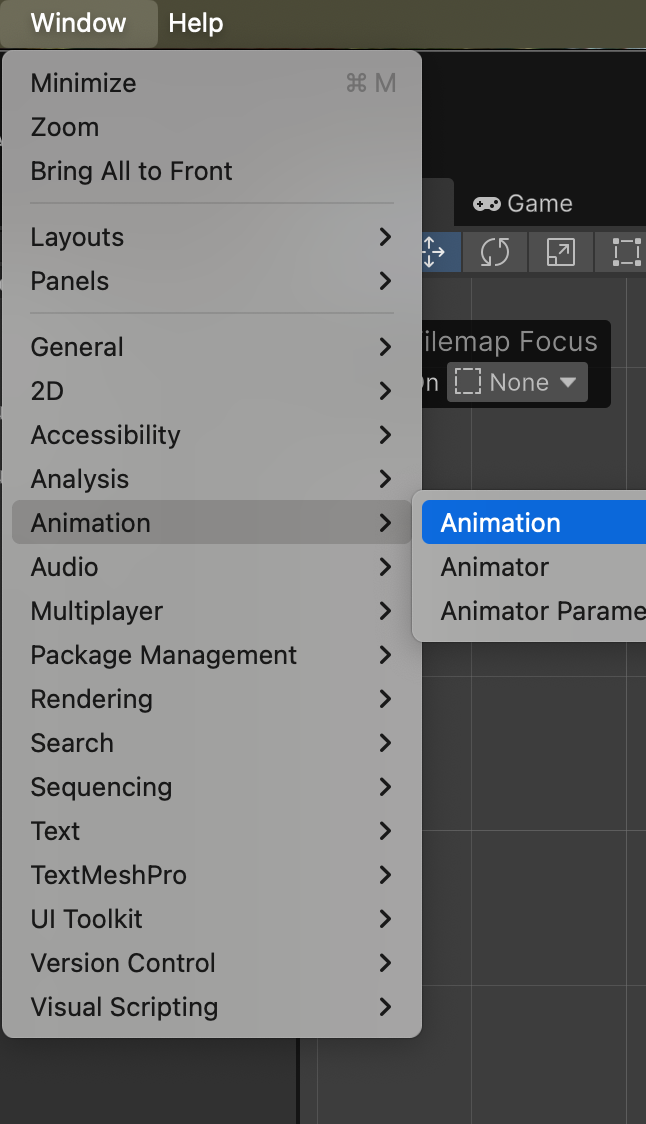 Window Help
Minimize ⌘ M
Zoom
Bring All to Front
Game
Layouts
Panels
General
ilemap Focus
2D
None
Accessibility
Analysis
Animation
Animation
Audio
Animator
Multiplayer
Animator Parame
Package Management
Rendering
Search
Sequencing
Text
TextMeshPro
UI Toolkit
Version Control
Visual Scripting